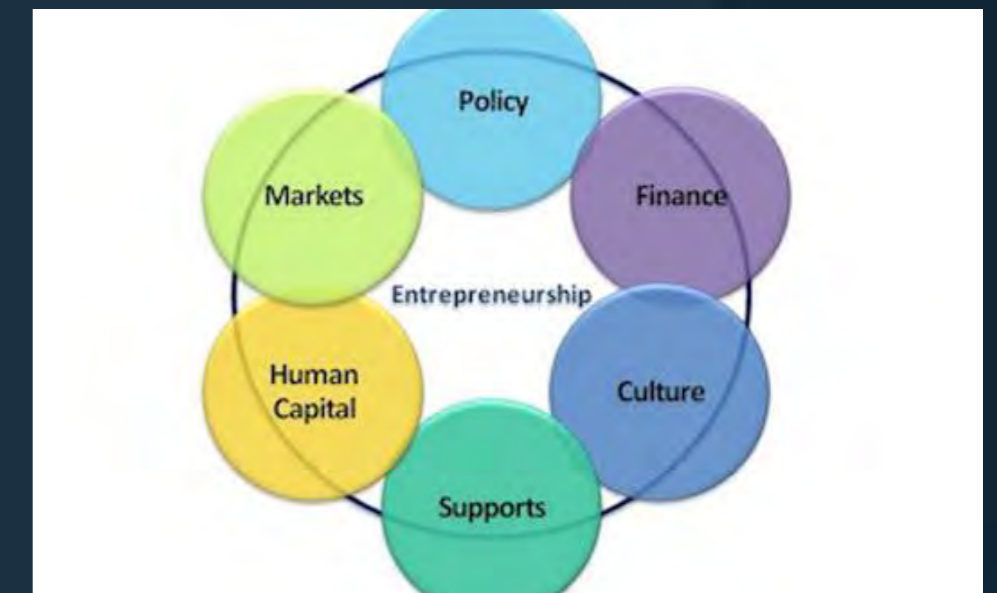 Policy
Markets
Finance
Entrepreneurship
Human
Capital
Culture
Supports